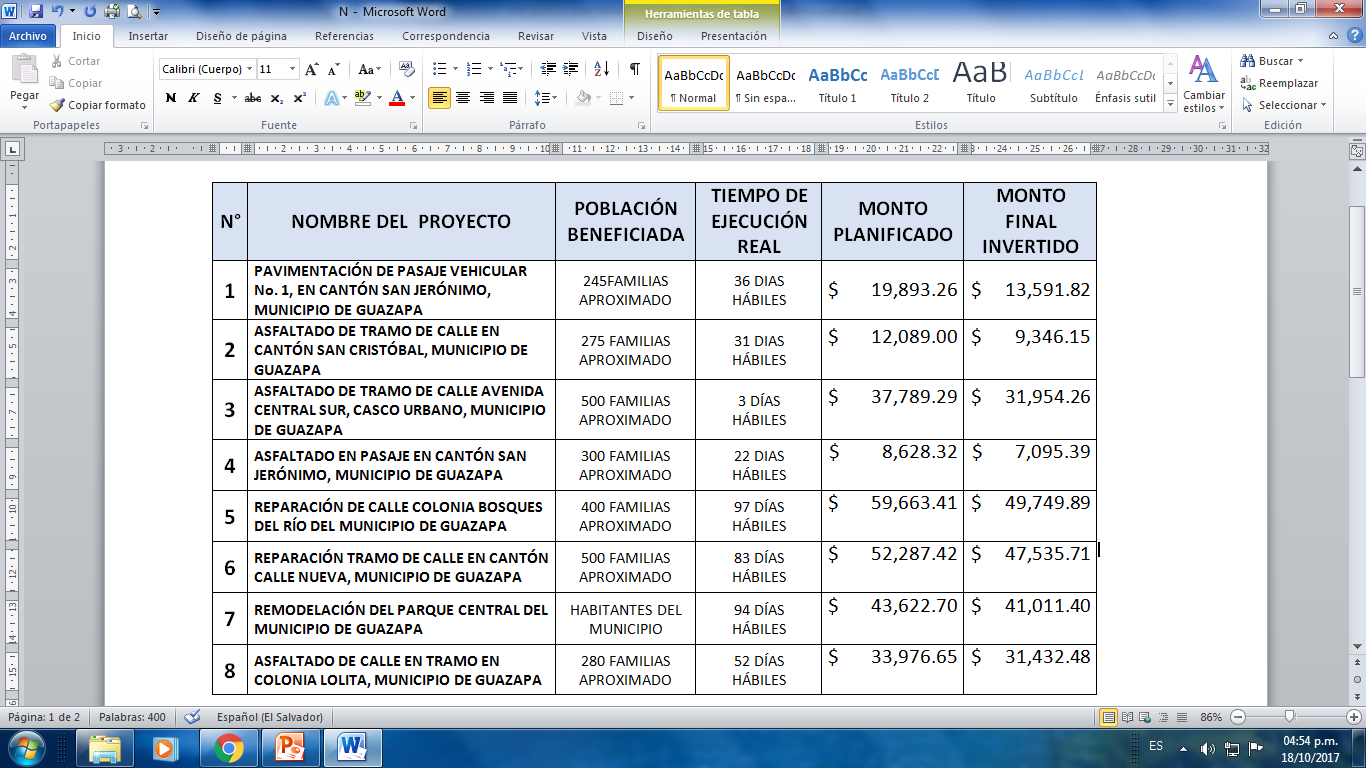 N - Microsoft Word
Herramientas de tabla
Archivo Inicio Insertar Diseño de página Referencias Correspondencia Revisar Vista Diseño Presentación
Pegar
Cortar
Copiar
Copiar formato
Portapapeles
Calibri (Cuerpo) 11
N K S abc x₂ x²
Fuente
Párrafo
AaBbCcDc AaBbCcDc AaBbCc AaBbCcD AaB AaBbCcL AaBbCcDc
¶ Normal ¶ Sin espa... Título 1 Título 2 Título Subtítulo Énfasis sutil
Estilos
Cambiar
estilos
Buscar
Reemplazar
Seleccionar
Edición
N° NOMBRE DEL PROYECTO POBLACIÓN BENEFICIADA TIEMPO DE EJECUCIÓN REAL MONTO PLANIFICADO MONTO FINAL INVERTIDO
1 PAVIMENTACIÓN DE PASAJE VEHICULAR
No. 1, EN CANTÓN SAN JERÓNIMO,
MUNICIPIO DE GUAZAPA
245FAMILIAS
APROXIMADO
36 DIAS
HÁBILES
$ 19,893.26 $ 13,591.82
2 ASFALTADO DE TRAMO DE CALLE EN
CANTÓN SAN CRISTÓBAL, MUNICIPIO DE
GUAZAPA
275 FAMILIAS
APROXIMADO
31 DIAS
HÁBILES
$ 12,089.00 $ 9,346.15
3 ASFALTADO DE TRAMO DE CALLE AVENIDA
CENTRAL SUR, CASCO URBANO, MUNICIPIO
DE GUAZAPA
500 FAMILIAS
APROXIMADO
3 DÍAS
HÁBILES
$ 37,789.29 $ 31,954.26
4 ASFALTADO EN PASAJE EN CANTÓN SAN
JERÓNIMO, MUNICIPIO DE GUAZAPA
300 FAMILIAS
APROXIMADO
22 DIAS
HÁBILES
$ 8,628.32 $ 7,095.39
5 REPARACIÓN DE CALLE COLONIA BOSQUES
DEL RÍO DEL MUNICIPIO DE GUAZAPA
400 FAMILIAS
APROXIMADO
97 DÍAS
HÁBILES
$ 59,663.41 $ 49,749.89
6 REPARACIÓN TRAMO DE CALLE EN CANTÓN
CALLE NUEVA, MUNICIPIO DE GUAZAPA
500 FAMILIAS
APROXIMADO
83 DÍAS
HÁBILES
$ 52,287.42 $ 47,535.71
7 REMODELACIÓN DEL PARQUE CENTRAL DEL
MUNICIPIO DE GUAZAPA
HABITANTES DEL
MUNICIPIO
94 DÍAS
HÁBILES
$ 43,622.70 $ 41,011.40
8 ASFALTADO DE CALLE EN TRAMO EN
COLONIA LOLITA, MUNICIPIO DE GUAZAPA
280 FAMILIAS
APROXIMADO
52 DÍAS
HÁBILES
$ 33,976.65 $ 31,432.48
Página: 1 de 2 Palabras: 400 Español (El Salvador) 86%
ES 04:54 p.m.
18/10/2017